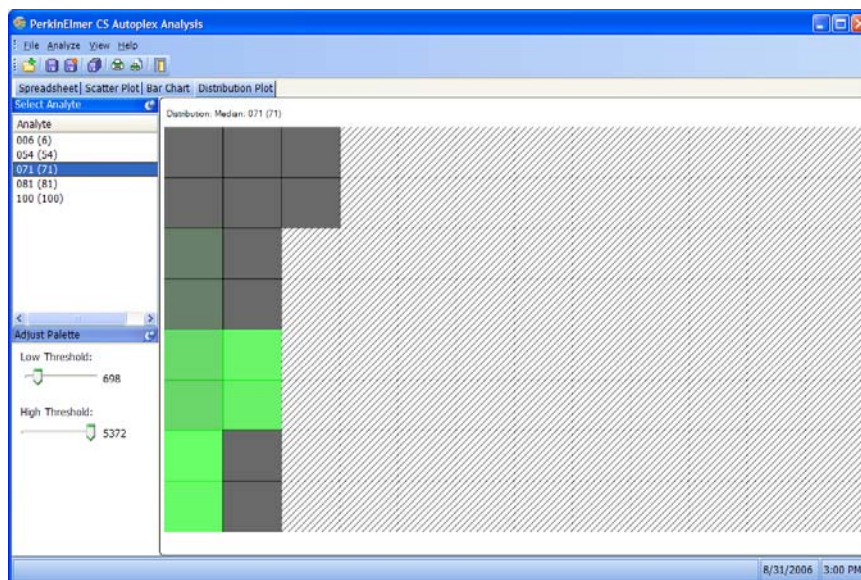 PerkinElmer CS Autoplex Analysis
File Analyze View Help
Spreadsheet Scatter Plot Bar Chart Distribution Plot
Select Analyte
Distribution: Median: 071 (71)
Analyte
006 (6)
054 (54)
071 (71)
081 (81)
100 (100)
Adjust Palette
Low Threshold:
698
High Threshold:
5372
8/31/2006 3:00 PM